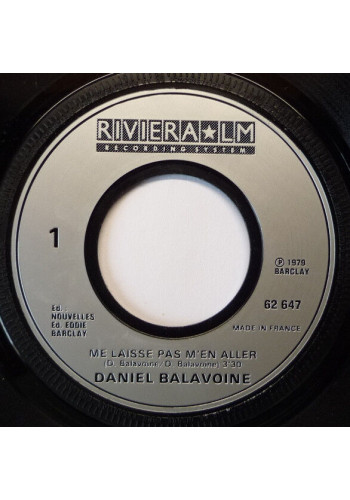 RIVIERA★LM
RECORDING SYSTEM
1
Ⓟ 1979
BARCLAY
Ed.:
NOUVELLES
Ed. EDDIE
BARCLAY
62 647
MADE IN FRANCE
ME LAISSE PAS M'EN ALLER
(D. Balavoine/D. Balavoine) 3'30
DANIEL BALAVOINE